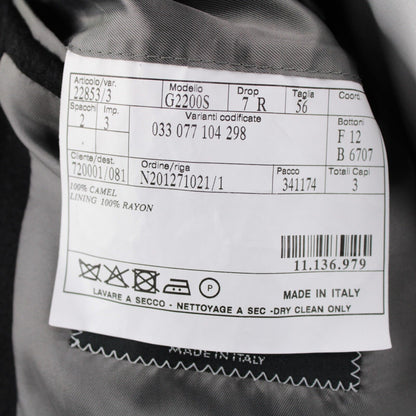 Articolo/var. Modello Drop Taglia Coord.
22853/3 G2200S 7 R 56
Spacchi Imp. Varianti codificate Bottoni
2 3 033 077 104 298 F 12
B 6707
Cliente/dest. Ordine/riga Pacco Totali Capi
720001/081 N201271021/1 341174 3
100% CAMEL
LINING 100% RAYON
11.136.979
P
MADE IN ITALY
LAVARE A SECCO - NETTOYAGE A SEC -DRY CLEAN ONLY
MADE IN ITALY